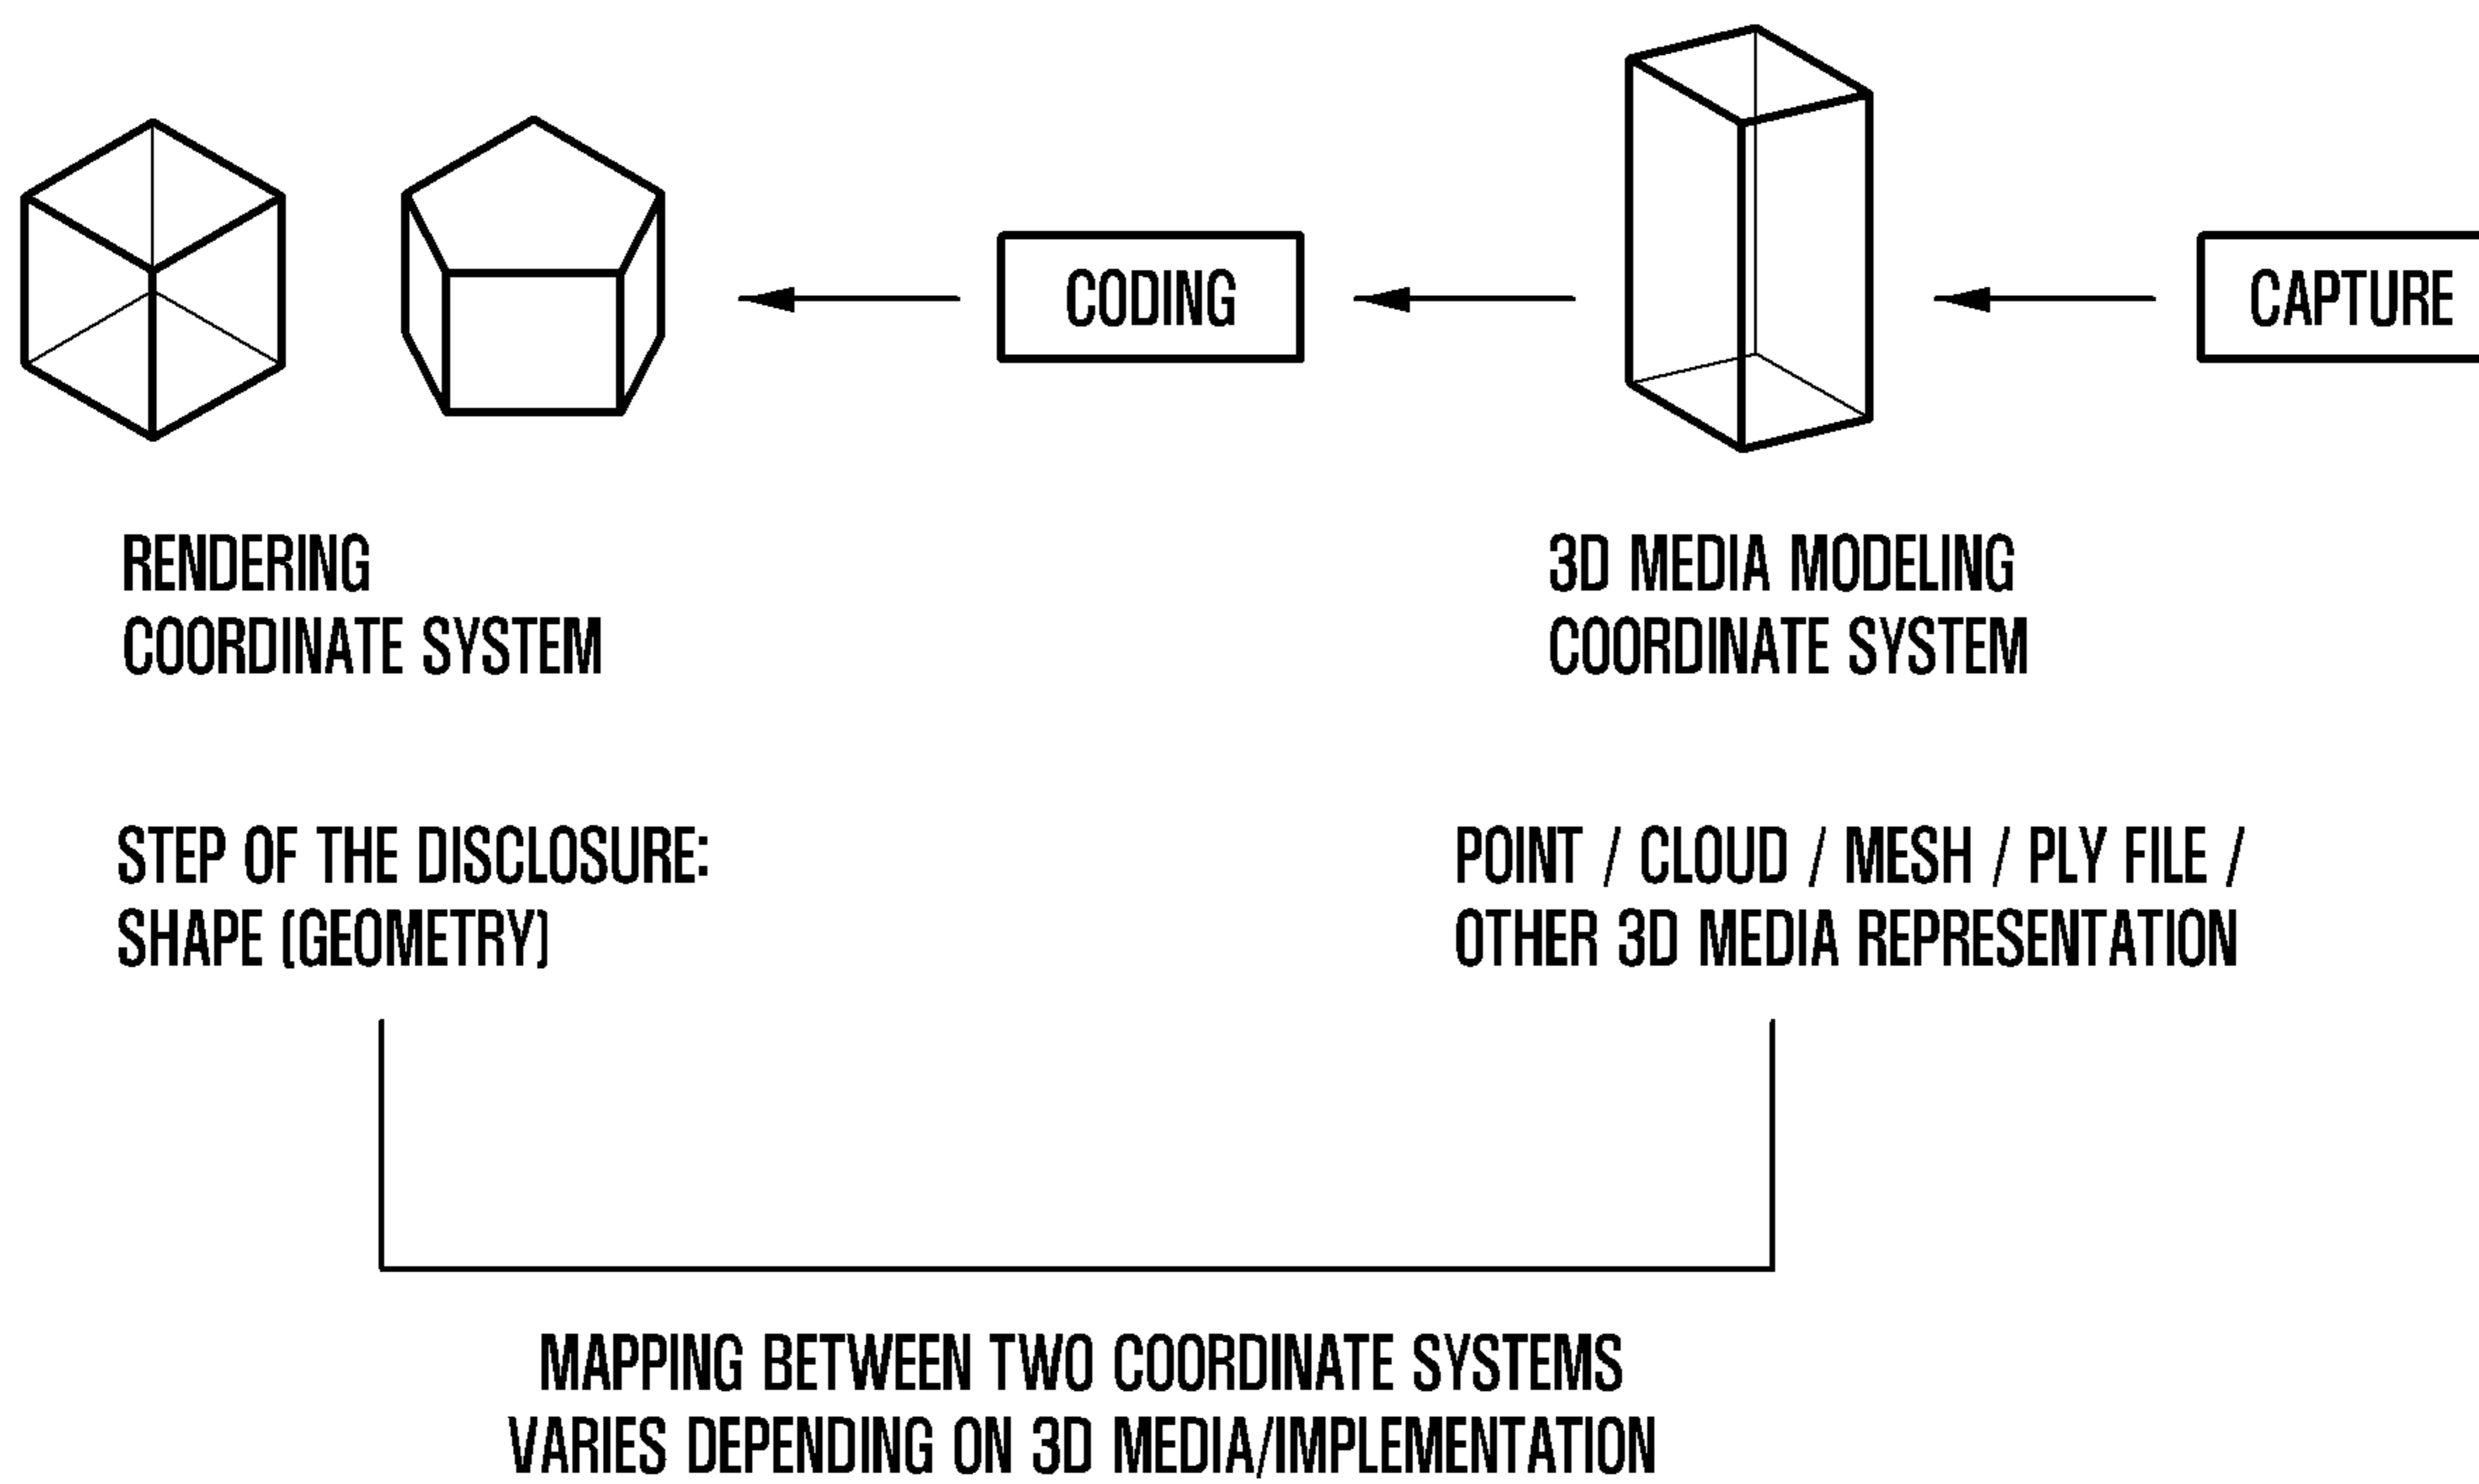 CODING
CAPTURE
RENDERING
COORDINATE SYSTEM
3D MEDIA MODELING
COORDINATE SYSTEM
STEP OF THE DISCLOSURE:
SHAPE (GEOMETRY)
POINT / CLOUD / MESH / PLY FILE /
OTHER 3D MEDIA REPRESENTATION
MAPPING BETWEEN TWO COORDINATE SYSTEMS
VARIES DEPENDING ON 3D MEDIA/IMPLEMENTATION